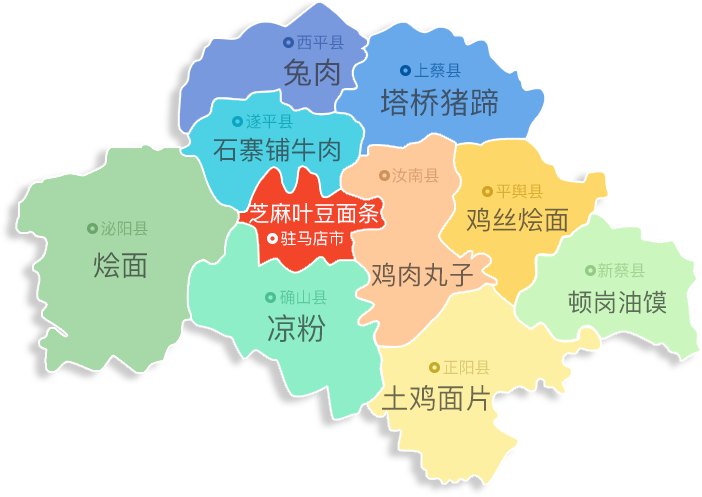 西平县
兔肉
上蔡县
塔桥猪蹄
遂平县
石寨铺牛肉
汝南县
鸡肉丸子
平舆县
鸡丝烩面
芝麻叶豆面条
驻马店市
泌阳县
烩面
新蔡县
顿岗油馍
确山县
凉粉
正阳县
土鸡面片